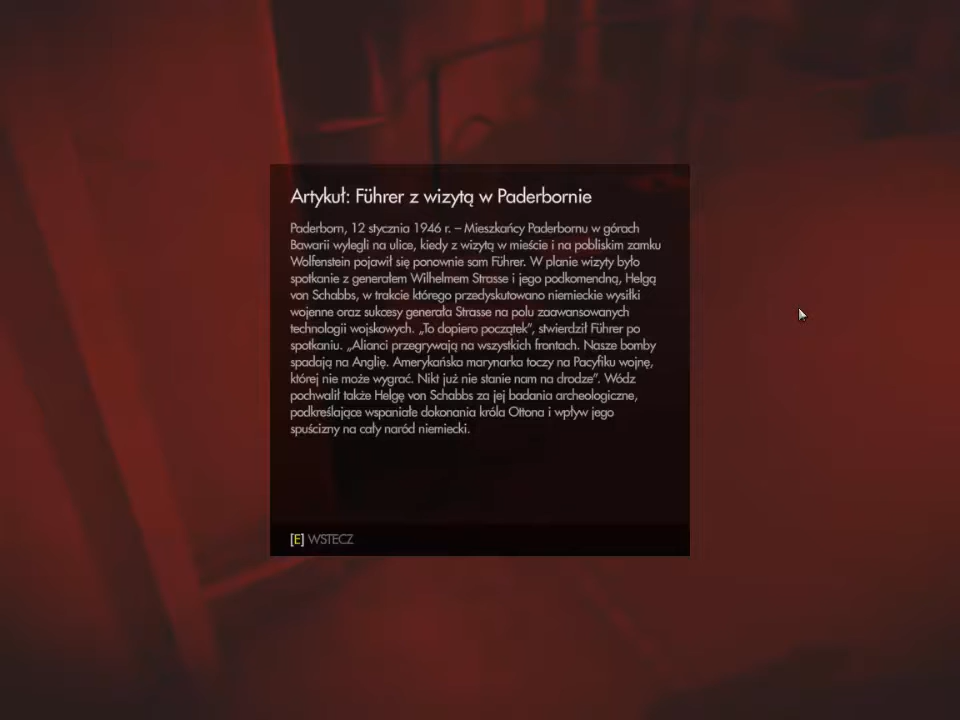 Artykuł: Führer z wizytą w Paderbornie
Paderborn, 12 stycznia 1946 r. – Mieszkańcy Paderbornu w górach
Bawarii wylegli na ulice, kiedy z wizytą w mieście i na pobliskim zamku
Wolfenstein pojawił się ponownie sam Führer. W planie wizyty było
spotkanie z generałem Wilhelmem Strasse i jego podkomendną, Helgą
von Schabbs, w trakcie którego przedyskutowano niemieckie wysiłki
wojenne oraz sukcesy generała Strasse na polu zaawansowanych
technologii wojskowych. „To dopiero początek”, stwierdził Führer po
spotkaniu. „Alianci przegrywają na wszystkich frontach. Nasze bomby
spadają na Anglię. Amerykańska marynarka toczy na Pacyfiku wojnę,
której nie może wygrać. Nikt już nie stanie nam na drodze”. Wódz
pochwalił także Helgę von Schabbs za jej badania archeologiczne,
podkreślające wspaniałe dokonania króla Ottona i wpływ jego
spuścizny na cały naród niemiecki.
[E] WSTECZ